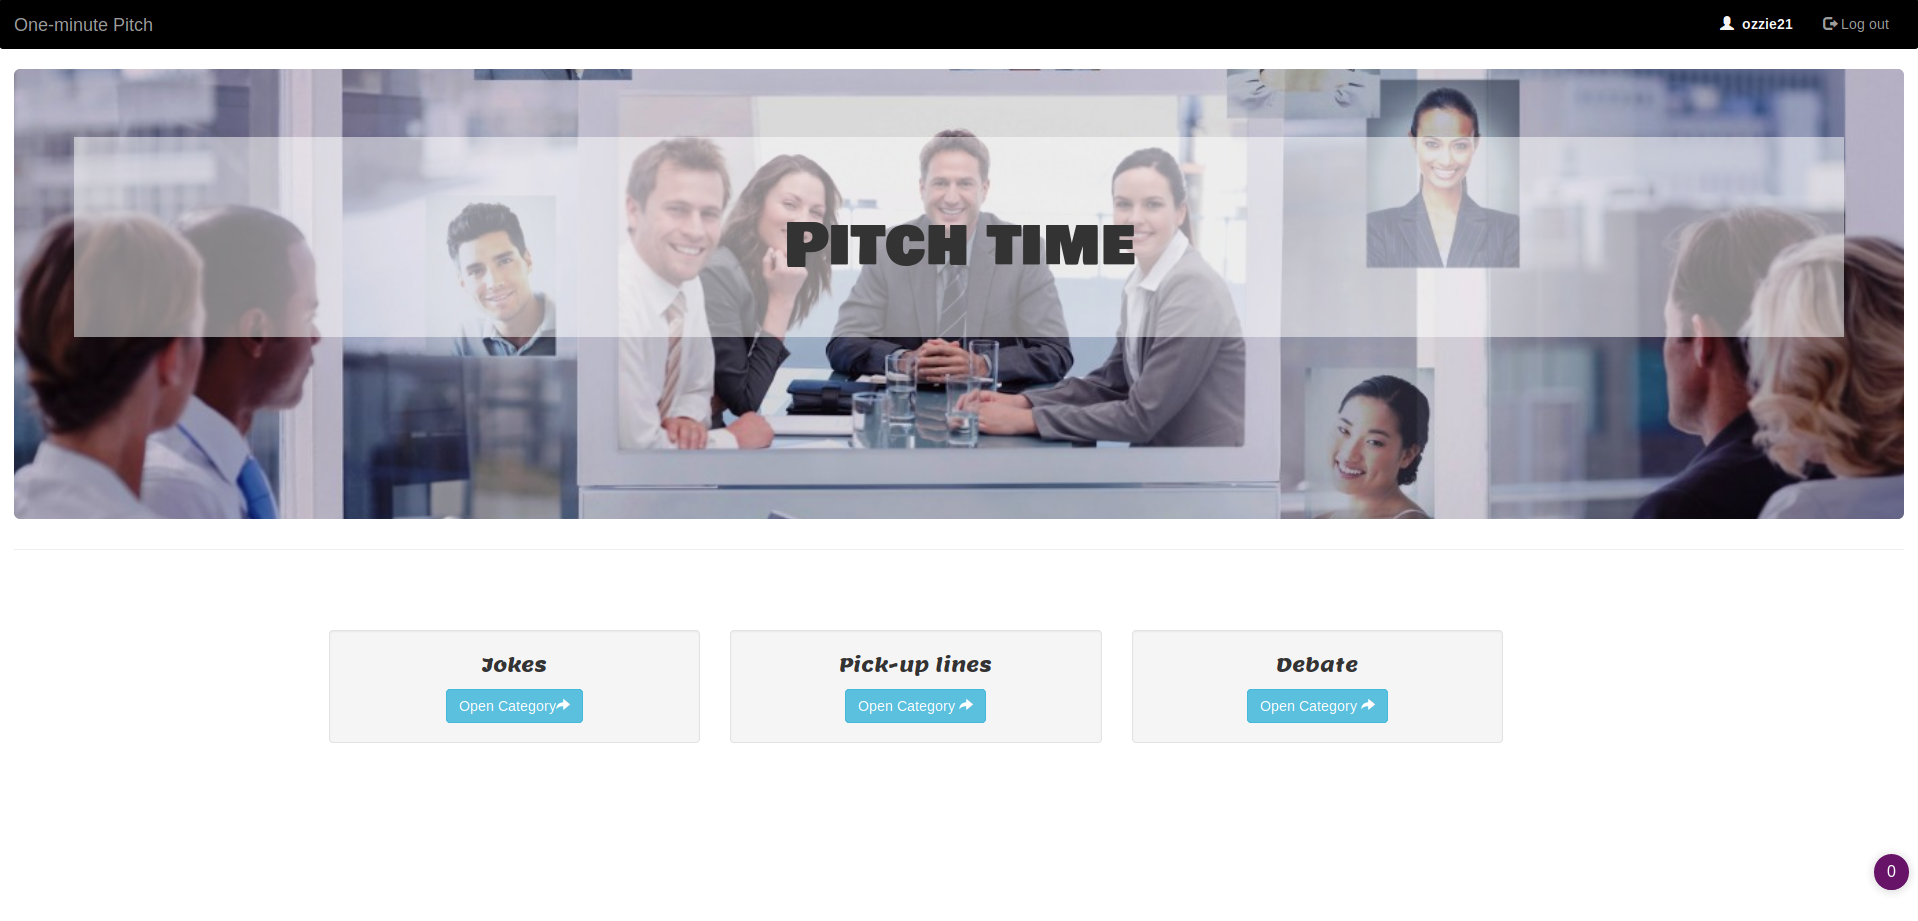 One-minute Pitch
ozzie21
Log out
Pitch time
Jokes
Pick-up lines
Debate
Open Category
Open Category
Open Category
0